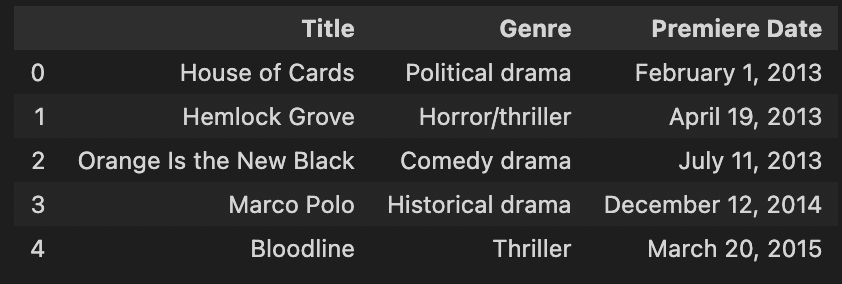 Title Genre Premiere Date
0 House of Cards Political drama February 1, 2013
1 Hemlock Grove Horror/thriller April 19, 2013
2 Orange Is the New Black Comedy drama July 11, 2013
3 Marco Polo Historical drama December 12, 2014
4 Bloodline Thriller March 20, 2015